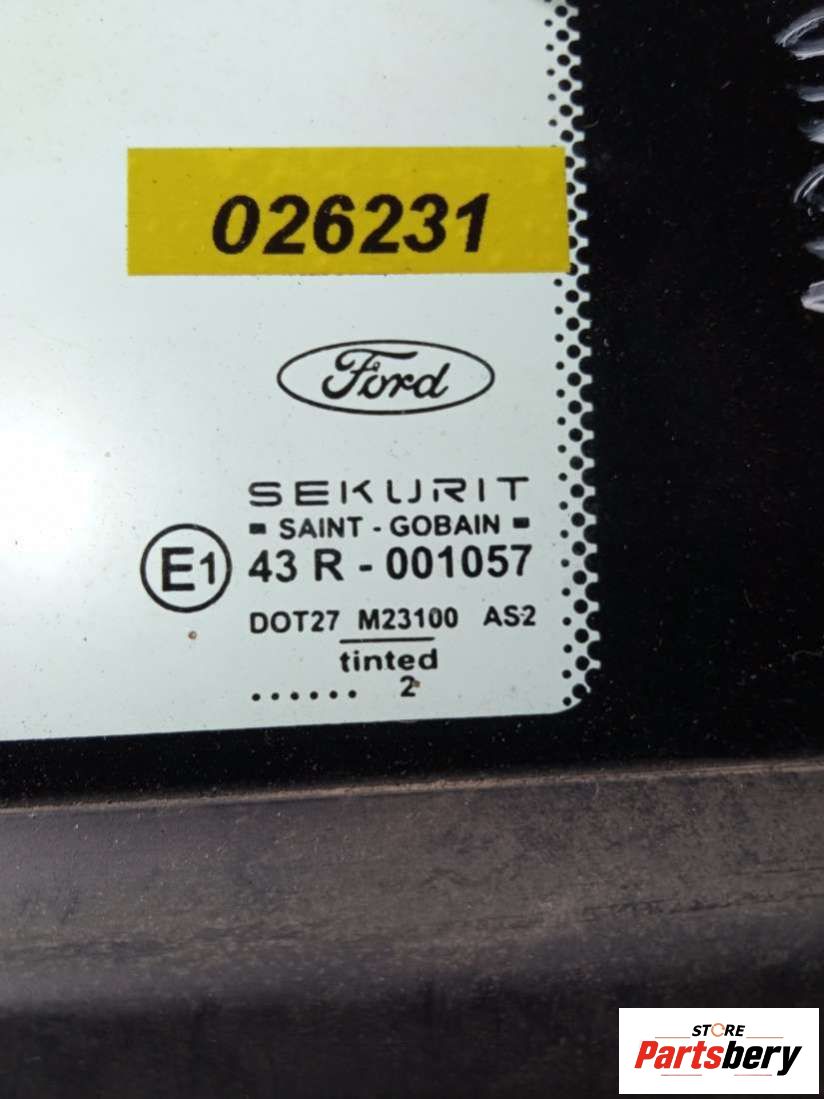 026231
Ford
SEKURIT
SAINT - GOBAIN
E1 43 R - 001057
DOT27 M23100 AS2
tinted
...... 2
STORE
Partsbery